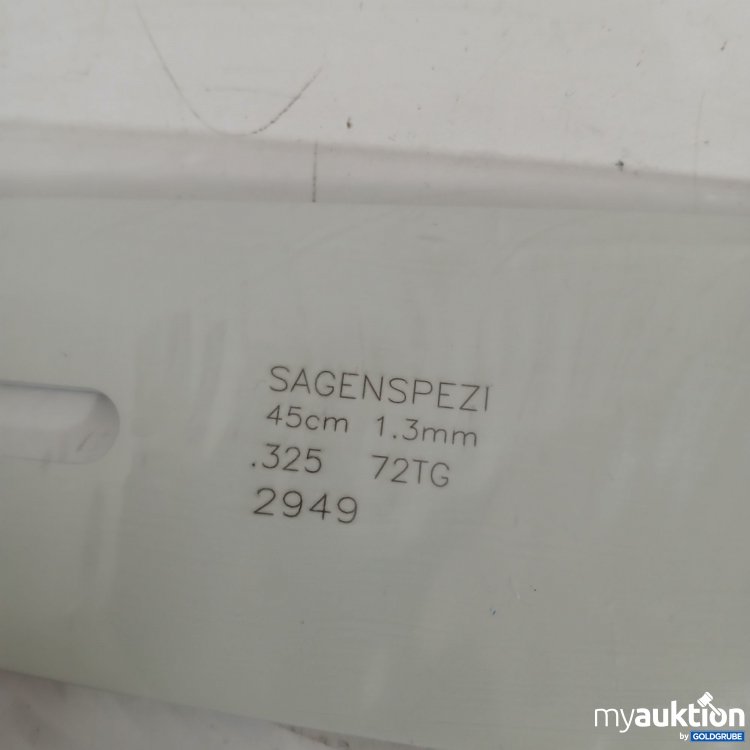 SAGENSPEZI
45cm 1.3mm
.325 72TG
2949
myauktion
by GOLDGRUBE